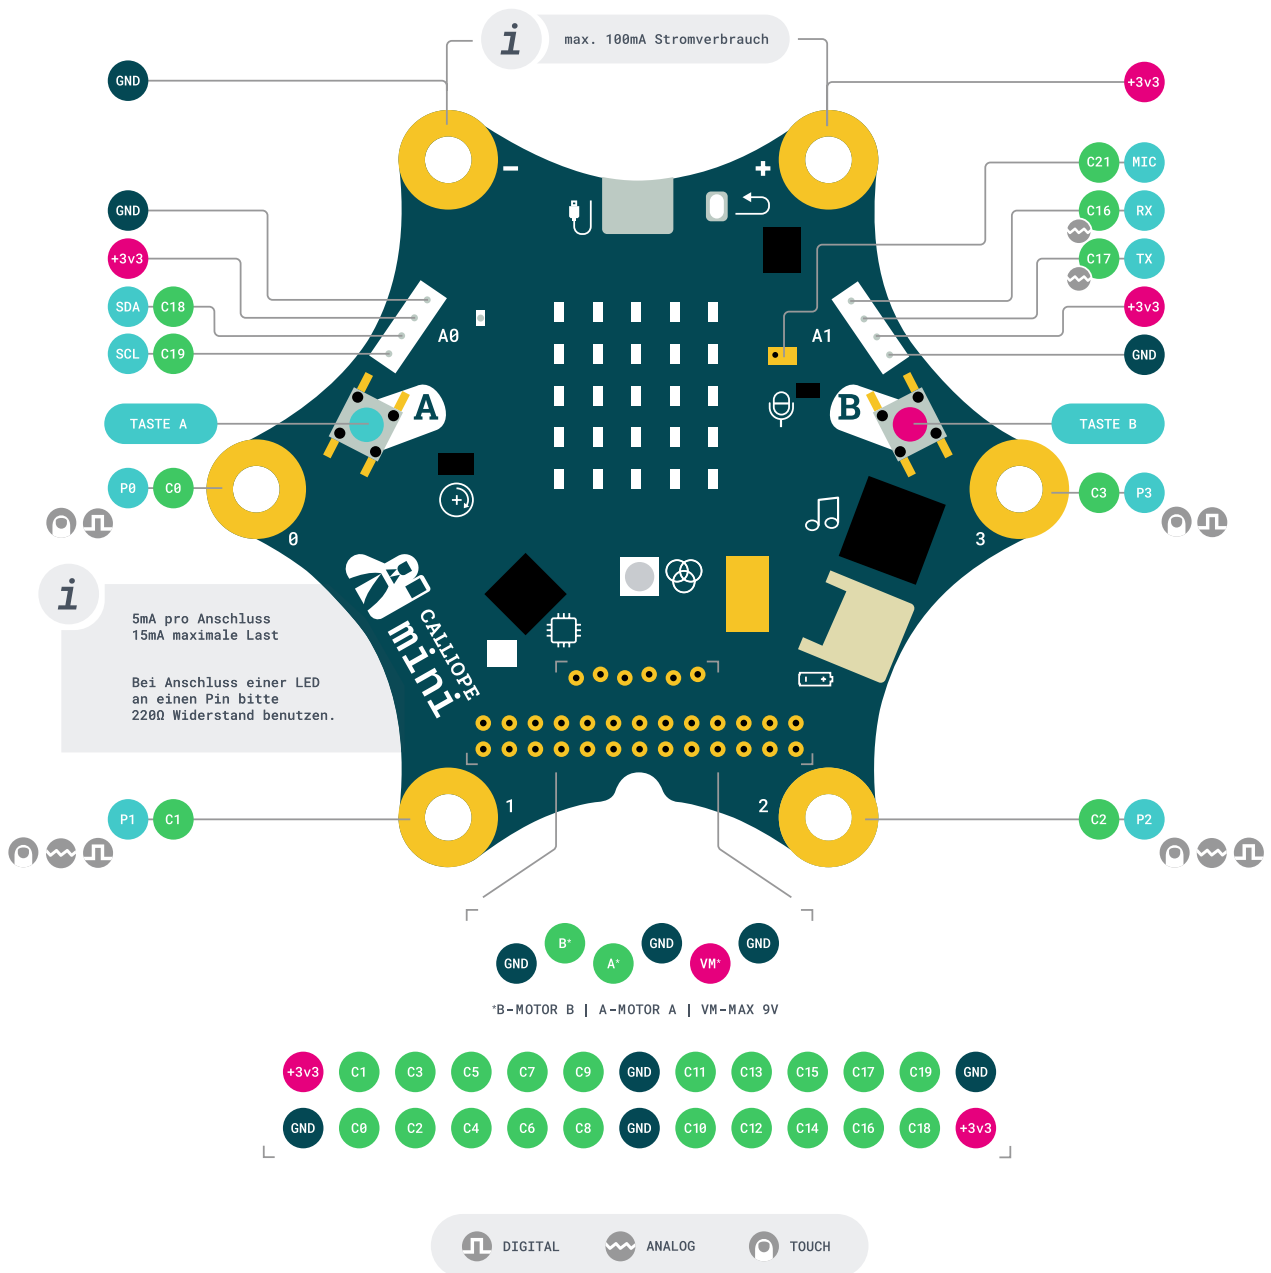 i max. 100mA Stromverbrauch
GND
+3v3
- +
C21 MIC
GND
C16 RX
+3v3
C17 TX
SDA C18
+3v3
A0
A1
SCL C19
GND
A
B
TASTE A
TASTE B
P0 C0
C3 P3
0
3
i
5mA pro Anschluss
15mA maximale Last
Bei Anschluss einer LED
an einen Pin bitte
220Ω Widerstand benutzen.
CALLIOPE
mini
1
2
P1 C1
C2 P2
GND B* A* GND VM* GND
*B-MOTOR B | A-MOTOR A | VM-MAX 9V
+3v3 C1 C3 C5 C7 C9 GND C11 C13 C15 C17 C19 GND
GND C0 C2 C4 C6 C8 GND C10 C12 C14 C16 C18 +3v3
DIGITAL ANALOG TOUCH